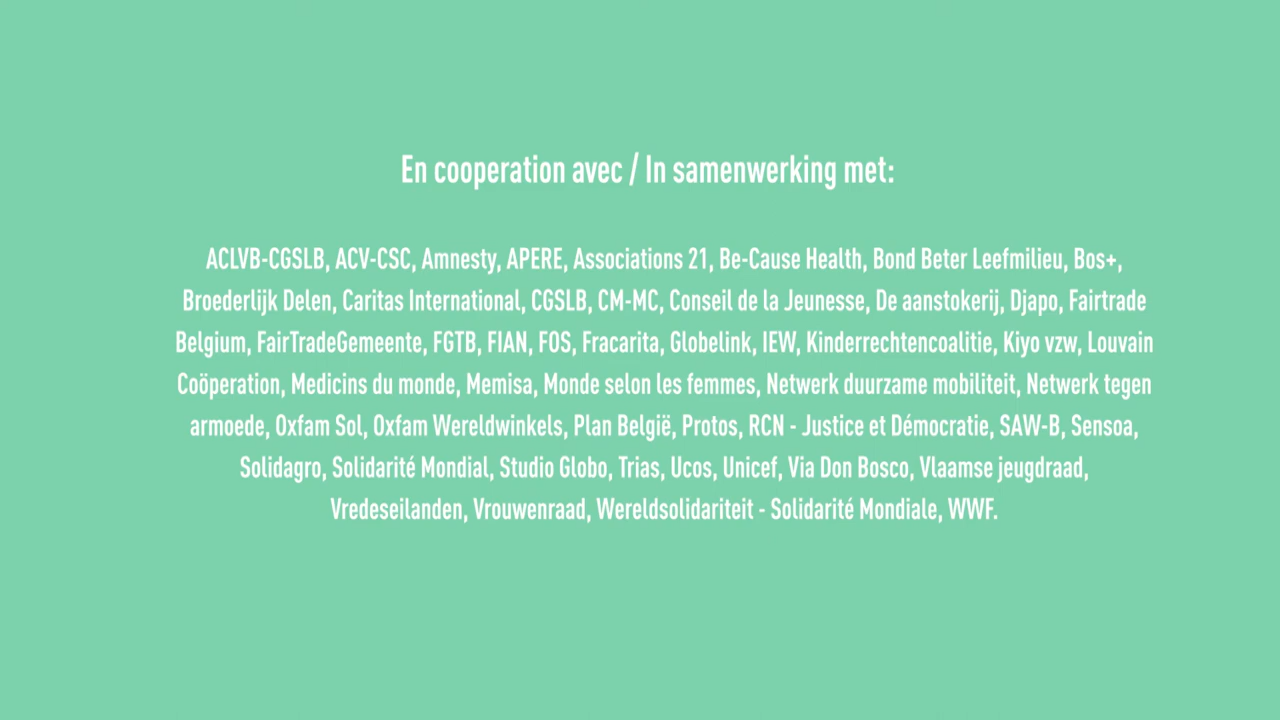 En cooperation avec / In samenwerking met:
ACLVB-CGSLB, ACV-CSC, Amnesty, APERE, Associations 21, Be-Cause Health, Bond Beter Leefmilieu, Bos+,
Broederlijk Delen, Caritas International, CGSLB, CM-MC, Conseil de la Jeunesse, De aanstokerij, Djapo, Fairtrade
Belgium, FairTradeGemeente, FGTB, FIAN, FOS, Fracarita, Globelink, IEW, Kinderrechtencoalitie, Kiyo vzw, Louvain
Coöperation, Medicins du monde, Memisa, Monde selon les femmes, Netwerk duurzame mobiliteit, Netwerk tegen
armoede, Oxfam Sol, Oxfam Wereldwinkels, Plan België, Protos, RCN - Justice et Démocratie, SAW-B, Sensoa,
Solidagro, Solidarité Mondial, Studio Globo, Trias, Ucos, Unicef, Via Don Bosco, Vlaamse jeugdraad,
Vredeseilanden, Vrouwenraad, Wereldsolidariteit - Solidarité Mondiale, WWF.